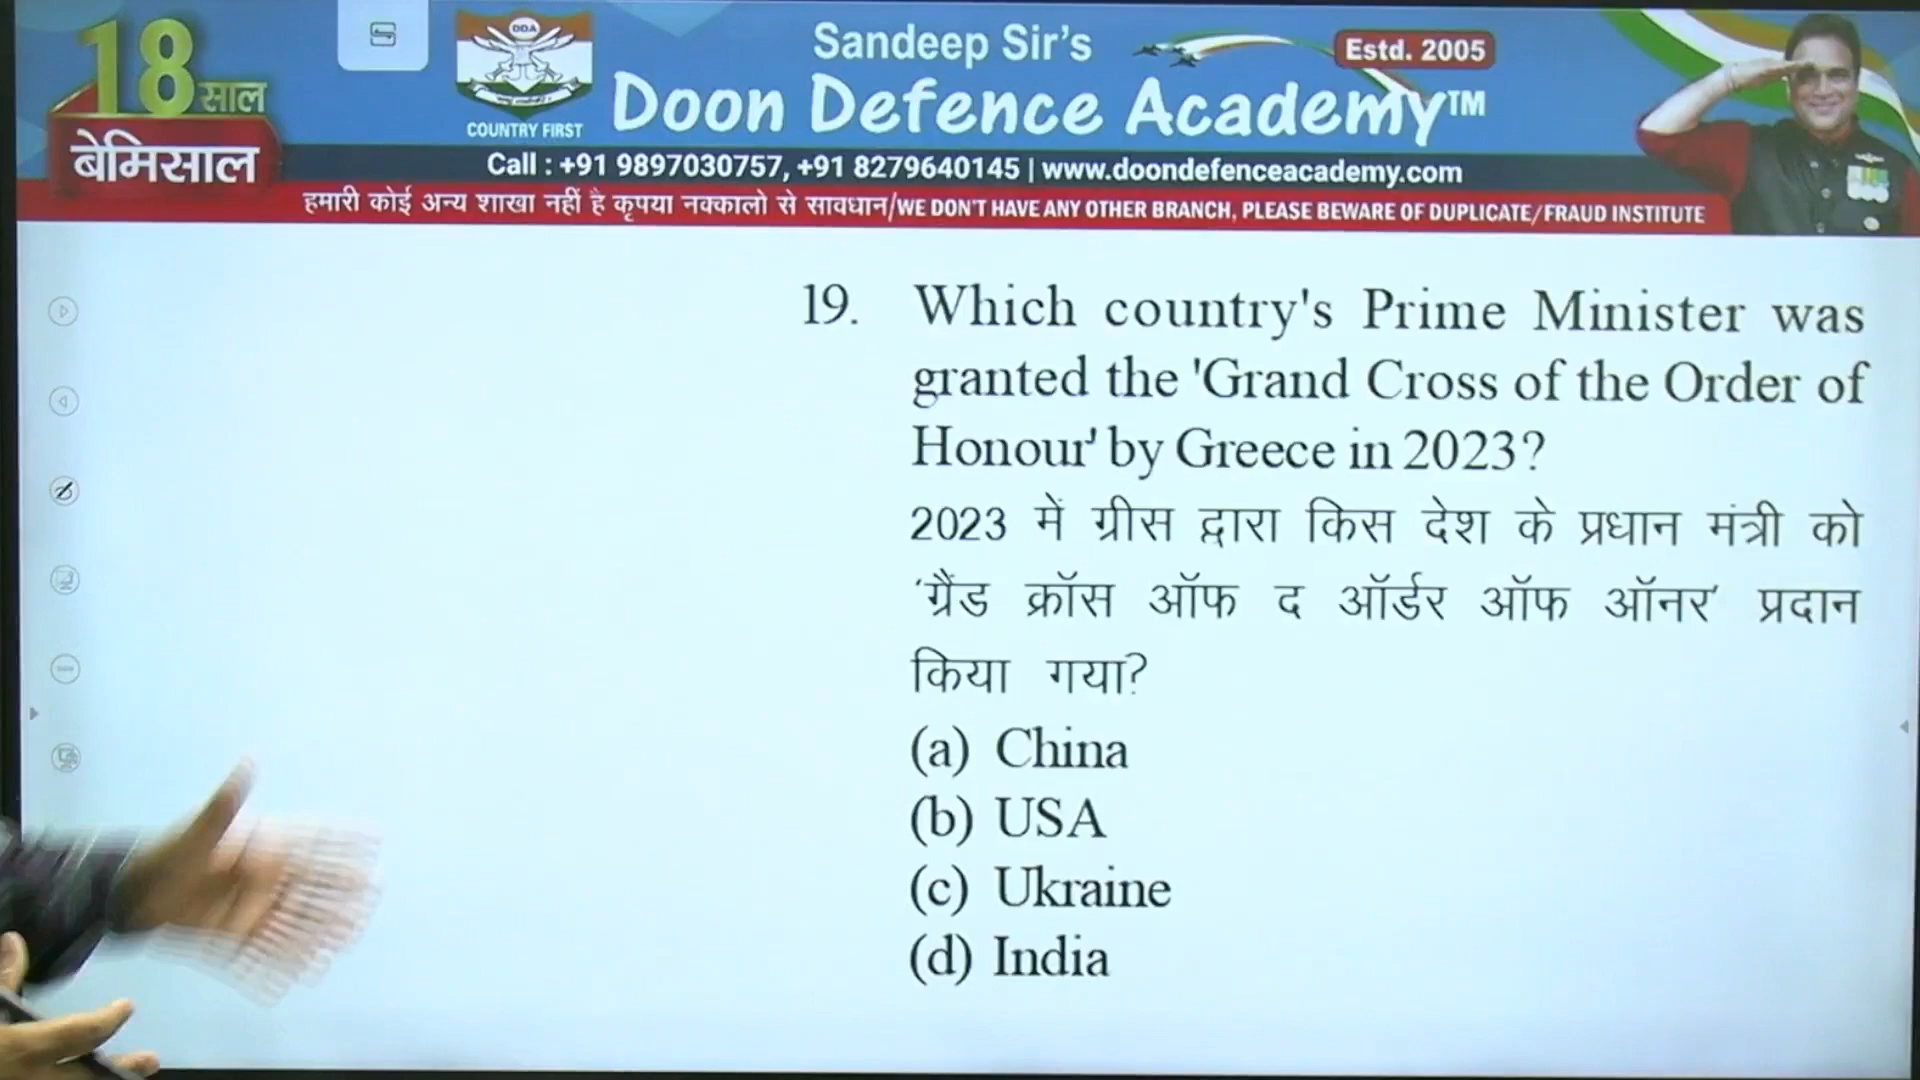 18 साल
बेमिसाल
DDA
COUNTRY FIRST
Sandeep Sir's
Estd. 2005
Doon Defence Academy™
Call : +91 9897030757, +91 8279640145 | www.doondefenceacademy.com
हमारी कोई अन्य शाखा नहीं है कृपया नक्कालो से सावधान/WE DON'T HAVE ANY OTHER BRANCH, PLEASE BEWARE OF DUPLICATE/FRAUD INSTITUTE
19. Which country's Prime Minister was
granted the 'Grand Cross of the Order of
Honour' by Greece in 2023?
2023 में ग्रीस द्वारा किस देश के प्रधान मंत्री को
'ग्रैंड क्रॉस ऑफ द ऑर्डर ऑफ ऑनर' प्रदान
किया गया?
(a) China
(b) USA
(c) Ukraine
(d) India